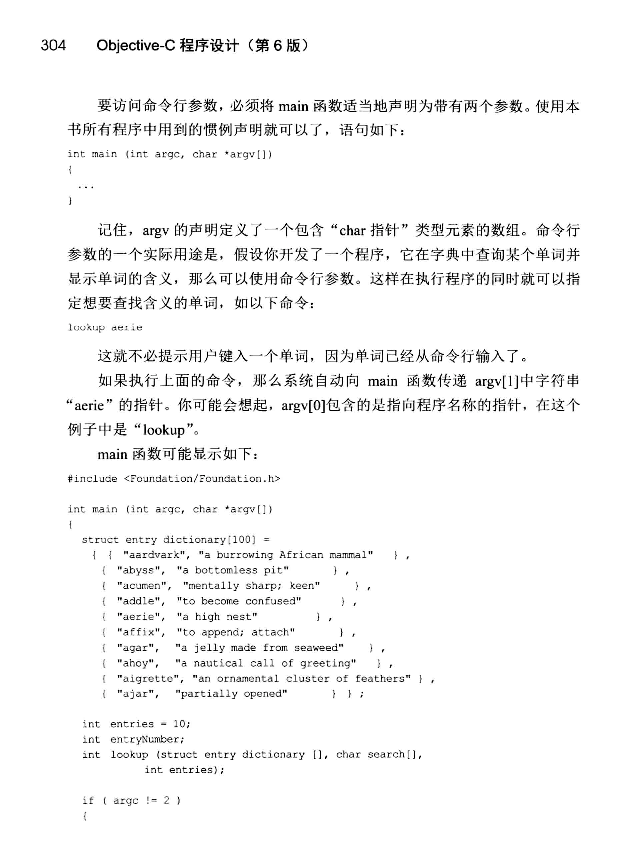 304 Objective-C 程序设计（第 6 版）
要访问命令行参数，必须将 main 函数适当地声明为带有两个参数。使用本
书所有程序中用到的惯例声明就可以了，语句如下：
int main (int argc, char *argv[])
{
...
}
记住，argv 的声明定义了一个包含“char 指针”类型元素的数组。命令行
参数的一个实际用途是，假设你开发了一个程序，它在字典中查询某个单词并
显示单词的含义，那么可以使用命令行参数。这样在执行程序的同时就可以指
定想要查找含义的单词，如以下命令：
lookup aerie
这就不必提示用户键入一个单词，因为单词已经从命令行输入了。
如果执行上面的命令，那么系统自动向 main 函数传递 argv[1]中字符串
“aerie”的指针。你可能会想起，argv[0]包含的是指向程序名称的指针，在这个
例子中是“lookup”。
main 函数可能显示如下：
#include <Foundation/Foundation.h>
int main (int argc, char *argv[])
{
struct entry dictionary[100] =
{ { "aardvark", "a burrowing African mammal" } ,
{ "abyss", "a bottomless pit" } ,
{ "acumen", "mentally sharp; keen" } ,
{ "addle", "to become confused" } ,
{ "aerie", "a high nest" } ,
{ "affix", "to append; attach" } ,
{ "agar", "a jelly made from seaweed" } ,
{ "ahoy", "a nautical call of greeting" } ,
{ "aigrette", "an ornamental cluster of feathers" } ,
{ "ajar", "partially opened" } } ;
int entries = 10;
int entryNumber;
int lookup (struct entry dictionary [], char search[],
int entries);
if ( argc != 2 )
{